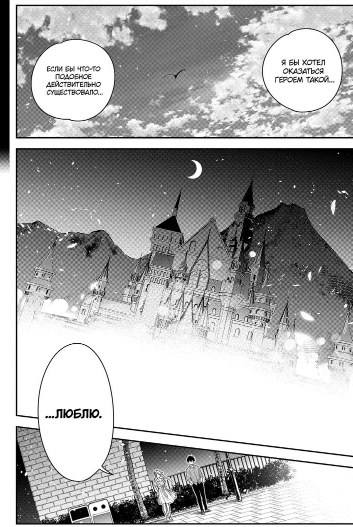 Я БЫ ХОТЕЛ
ОКАЗАТЬСЯ
ГЕРОЕМ ТАКОЙ...
ЕСЛИ БЫ ЧТО-ТО
ПОДОБНОЕ
ДЕЙСТВИТЕЛЬНО
СУЩЕСТВОВАЛО...
...ЛЮБЛЮ.